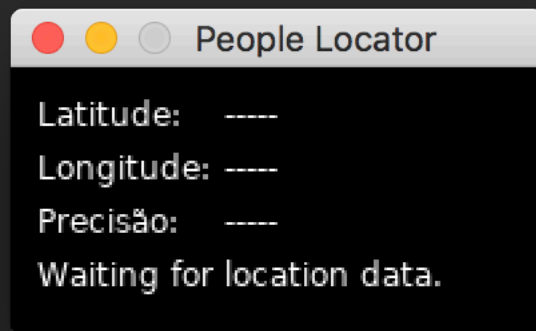 People Locator
Latitude: -----
Longitude: -----
Precisão: -----
Waiting for location data.